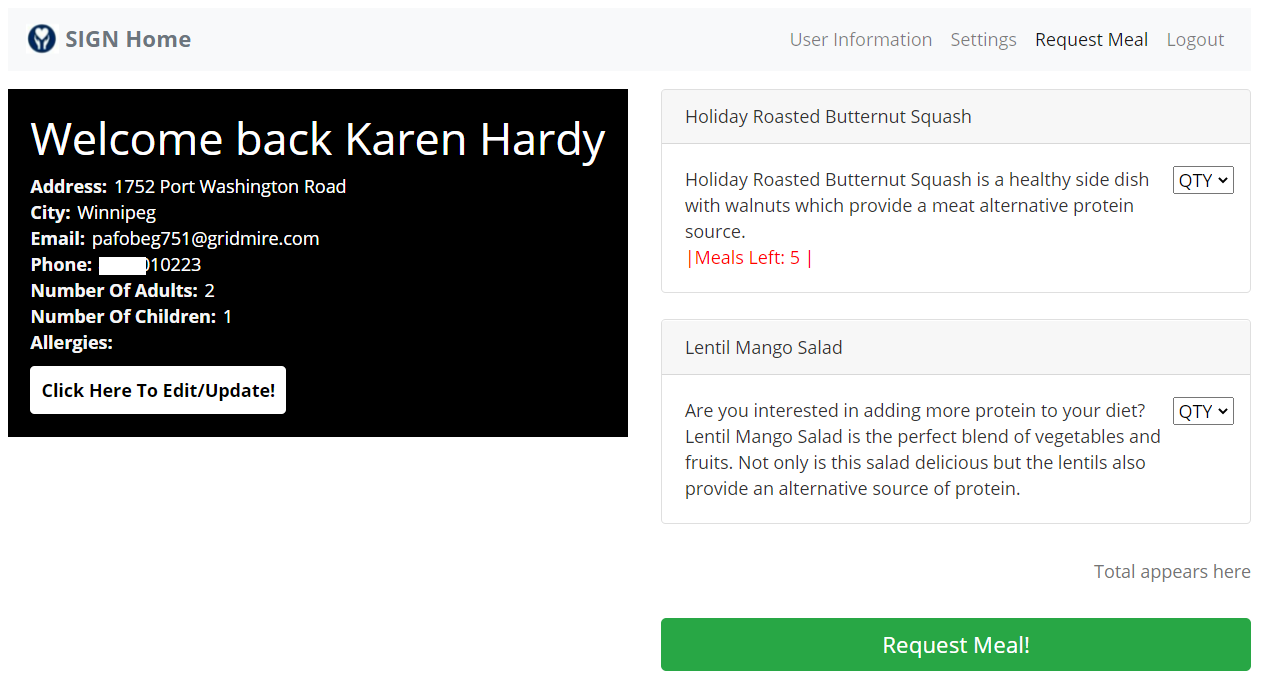 SIGN Home
User Information Settings Request Meal Logout
Welcome back Karen Hardy
Address: 1752 Port Washington Road
City: Winnipeg
Email: pafobeg751@gridmire.com
Phone: 010223
Number Of Adults: 2
Number Of Children: 1
Allergies:
Click Here To Edit/Update!
Holiday Roasted Butternut Squash
Holiday Roasted Butternut Squash is a healthy side dish
with walnuts which provide a meat alternative protein
source.
|Meals Left: 5 |
QTY
Lentil Mango Salad
Are you interested in adding more protein to your diet?
Lentil Mango Salad is the perfect blend of vegetables and
fruits. Not only is this salad delicious but the lentils also
provide an alternative source of protein.
QTY
Total appears here
Request Meal!